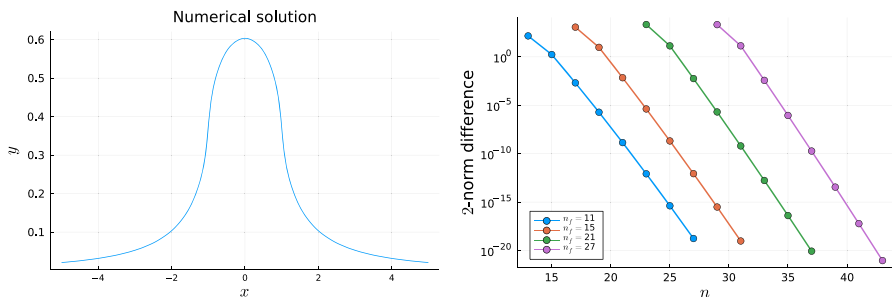 Numerical solution
y
0.6
0.5
0.4
0.3
0.2
0.1
−4 −2 0 2 4
x
2-norm difference
10^0
10^−5
10^−10
10^−15
10^−20
n_f = 11
n_f = 15
n_f = 21
n_f = 27
15 20 25 30 35 40
n